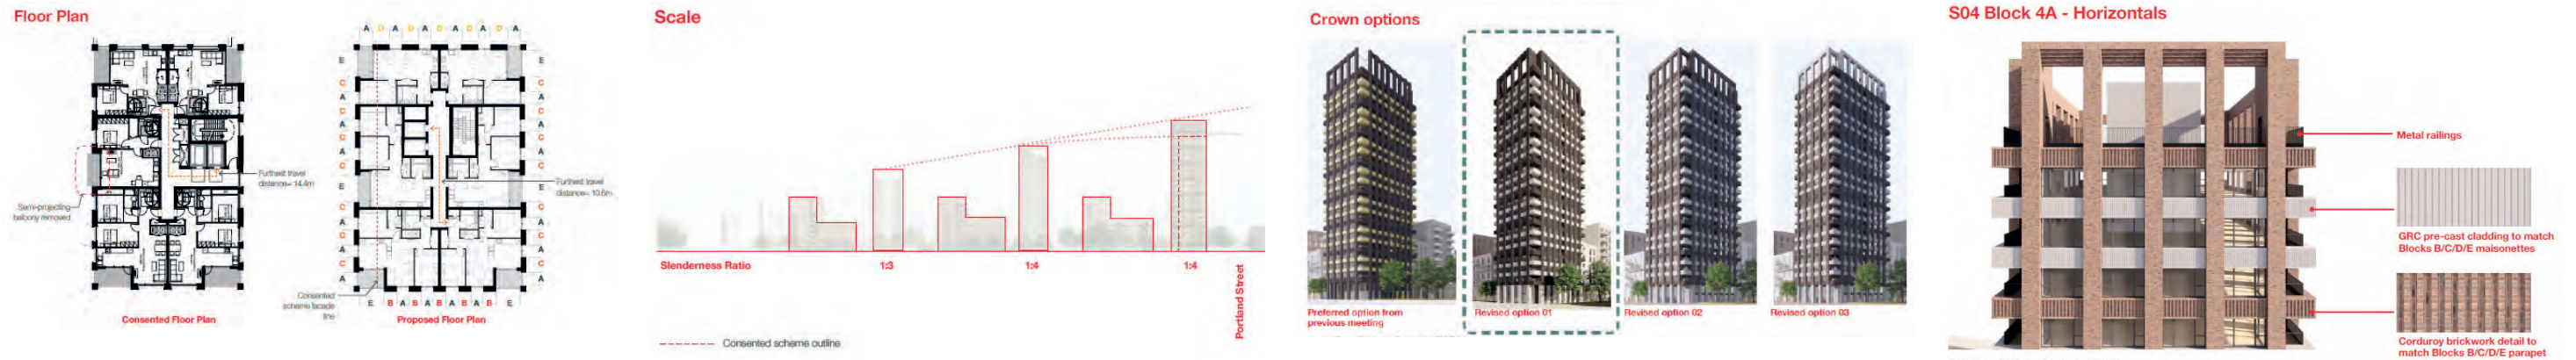 Floor Plan
A D A D A D A D A D A
E
C
A
C
A
C
A
C
E
C
A
C
A
C
A
E
C
A
C
A
C
A
C
E
C
A
C
A
C
A
Furthest travel
distance= 14.4m
Semi-projecting
balcony removed
Furthest travel
distance= 10.6m
Consented
scheme facade
line
E B A B A B A B A B E
Consented Floor Plan
Proposed Floor Plan
Scale
Slenderness Ratio
1:3
1:4
1:4
Portland Street
Consented scheme outline
Crown options
Preferred option from
previous meeting
Revised option 01
Revised option 02
Revised option 03
S04 Block 4A - Horizontals
Metal railings
GRC pre-cast cladding to match
Blocks B/C/D/E maisonettes
Corduroy brickwork detail to
match Blocks B/C/D/E parapet